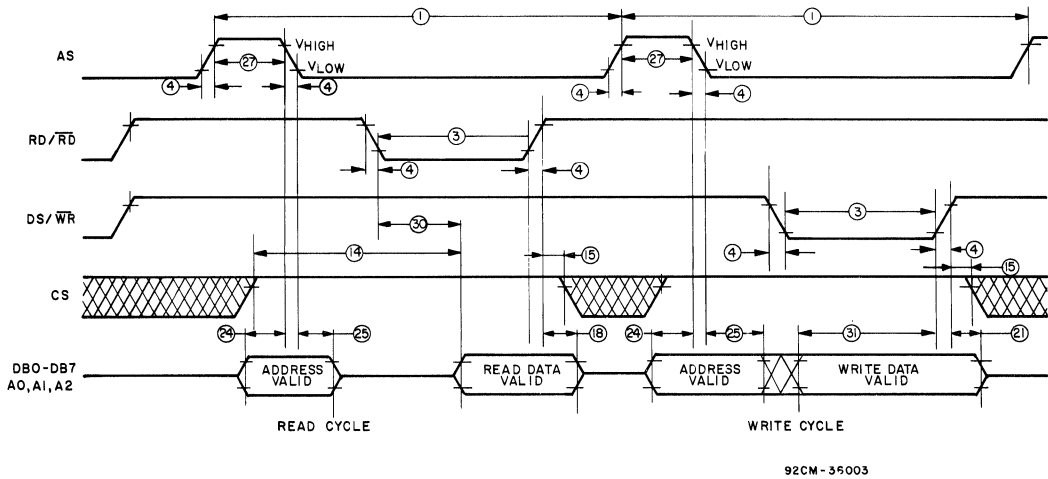 1 1
AS
VHIGH VHIGH
27 27
VLOW VLOW
4 4 4 4
RD/RD
3
4 4
DS/WR
3
30
14 4 4
15 15
CS
24 25 18 24 25 31 21
DB0-DB7
A0,A1,A2
ADDRESS VALID
READ DATA VALID
ADDRESS VALID
WRITE DATA VALID
READ CYCLE WRITE CYCLE
92CM-36003